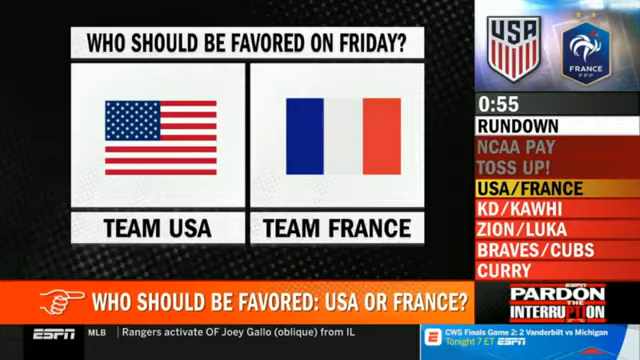 WHO SHOULD BE FAVORED ON FRIDAY?
TEAM USA
TEAM FRANCE
USA
FRANCE
FFF
0:55
RUNDOWN
NCAA PAY
TOSS UP!
USA/FRANCE
KD/KAWHI
ZION/LUKA
BRAVES/CUBS
CURRY
WHO SHOULD BE FAVORED: USA OR FRANCE?
ESPN
PARDON
THE
INTERRUPTION
ESPN
MLB
Rangers activate OF Joey Gallo (oblique) from IL
CWS Finals Game 2: 2 Vanderbilt vs Michigan
Tonight 7 ET ESPN